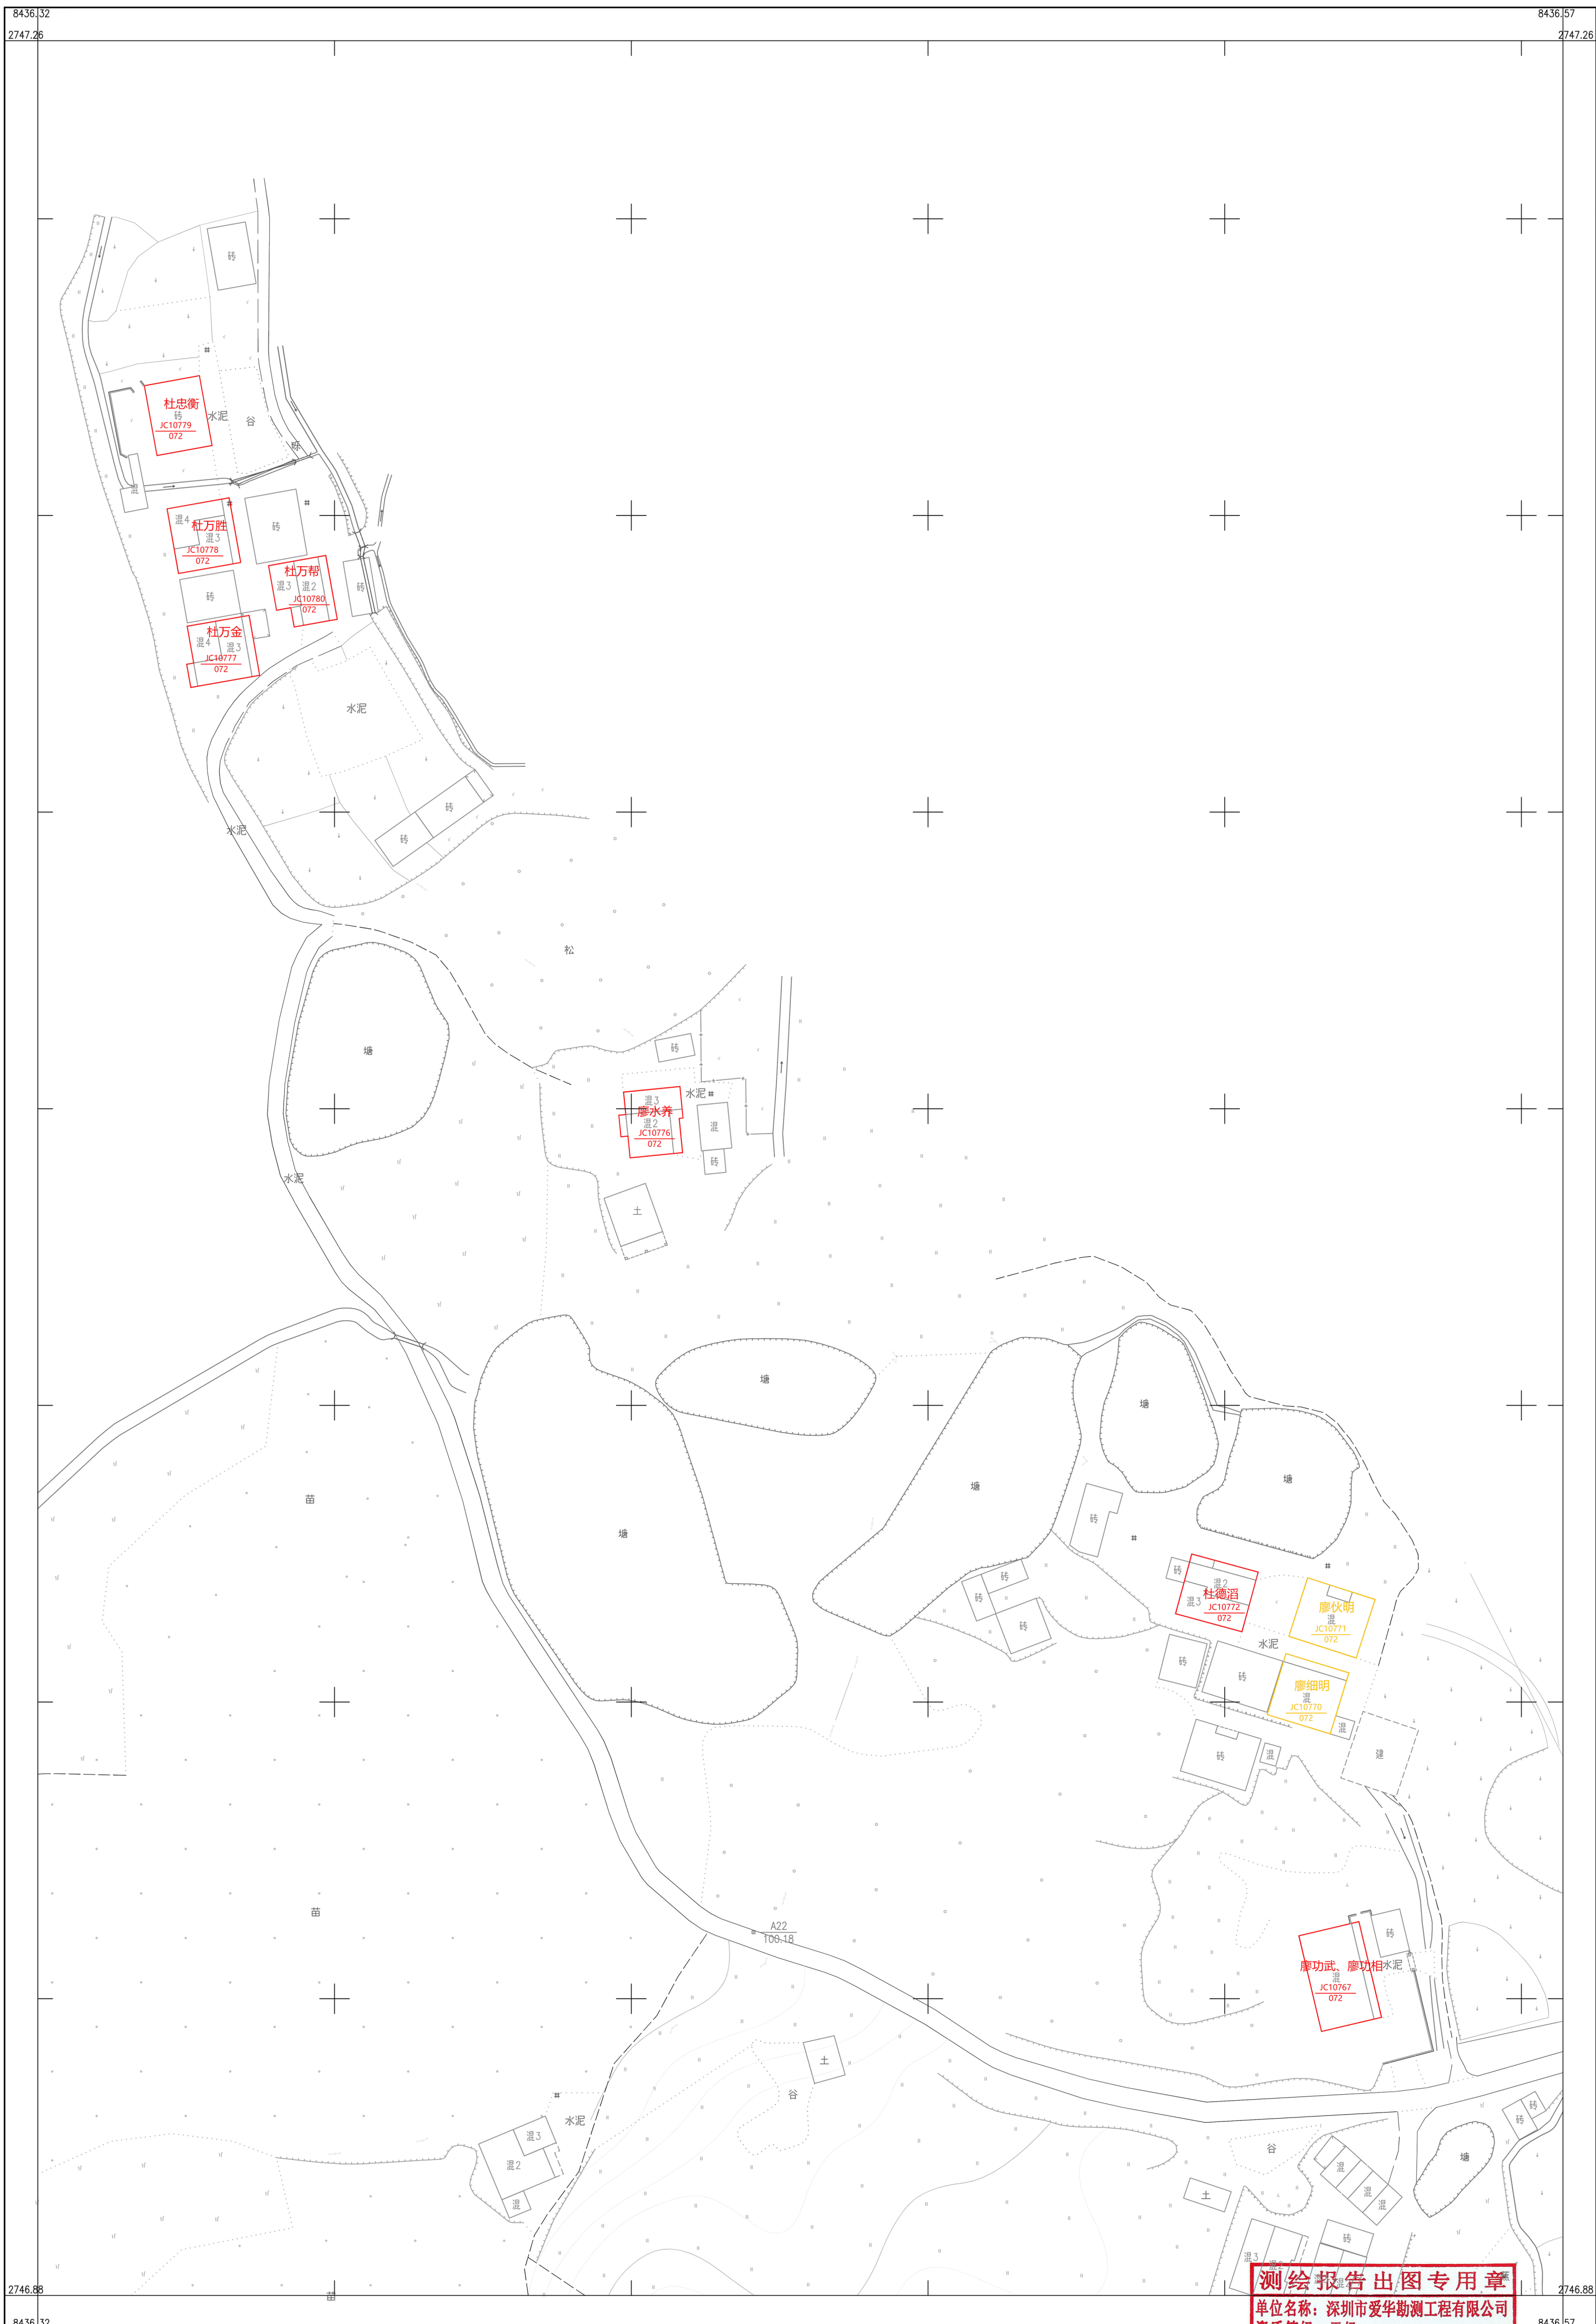 8436.32
8436.57
2747.26
2747.26
砖
杜忠衡
砖
JC10779
072
水泥
谷
砾
混
混4
杜万胜
混3
JC10778
072
砖
杜万帮
混3
混2
JC10780
072
砖
砖
杜万金
混4
混3
JC10777
072
水泥
砖
砖
水泥
松
塘
砖
水泥
混3
廖水养
混2
JC10776
072
混
砖
水泥
土
塘
塘
塘
塘
苗
塘
砖
砖
砖
砖
砖
混2
混3
杜德滔
JC10772
072
廖伙明
混
JC10771
072
水泥
砖
砖
廖细明
混
JC10770
072
混
砖
混
建
苗
A22
100.18
砖
廖功武、廖功相
水泥
混
JC10767
072
土
谷
水泥
混3
混2
混
砖
砖
谷
塘
混
混
混
土
砖
混3
混2
混2
苗
2746.88
2746.88
测绘报告出图专用章
单位名称：深圳市爱华勘测工程有限公司
8436.32
8436.57